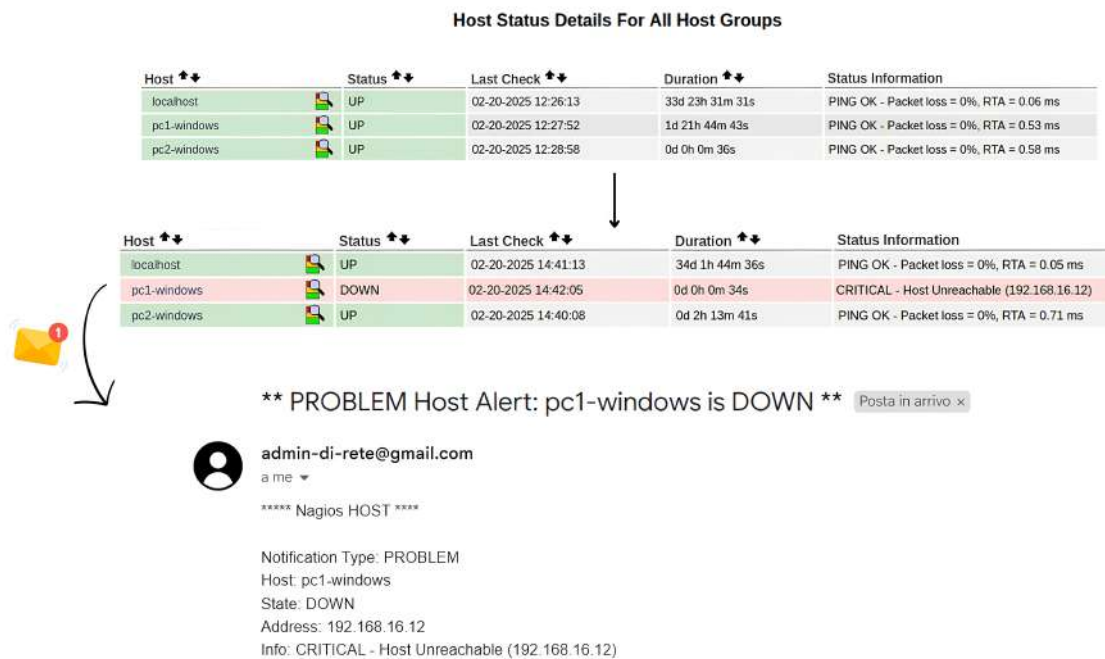 Host Status Details For All Host Groups
Host Status Last Check Duration Status Information
localhost UP 02-20-2025 12:26:13 33d 23h 31m 31s PING OK - Packet loss = 0%, RTA = 0.06 ms
pc1-windows UP 02-20-2025 12:27:52 1d 21h 44m 43s PING OK - Packet loss = 0%, RTA = 0.53 ms
pc2-windows UP 02-20-2025 12:28:58 0d 0h 0m 36s PING OK - Packet loss = 0%, RTA = 0.58 ms
Host Status Last Check Duration Status Information
localhost UP 02-20-2025 14:41:13 34d 1h 44m 36s PING OK - Packet loss = 0%, RTA = 0.05 ms
pc1-windows DOWN 02-20-2025 14:42:05 0d 0h 0m 34s CRITICAL - Host Unreachable (192.168.16.12)
pc2-windows UP 02-20-2025 14:40:08 0d 2h 13m 41s PING OK - Packet loss = 0%, RTA = 0.71 ms
1
** PROBLEM Host Alert: pc1-windows is DOWN ** Posta in arrivo ×
admin-di-rete@gmail.com
a me
***** Nagios HOST ****
Notification Type: PROBLEM
Host: pc1-windows
State: DOWN
Address: 192.168.16.12
Info: CRITICAL - Host Unreachable (192.168.16.12)